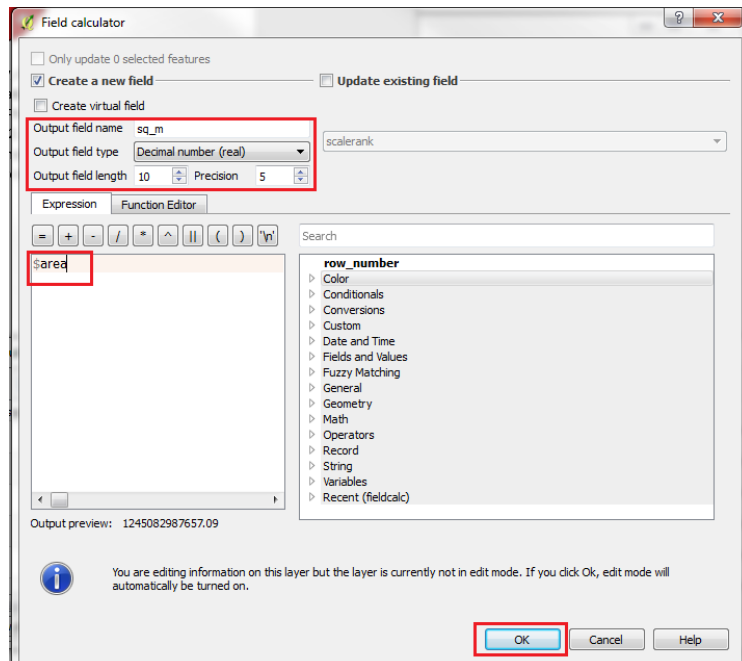 Field calculator
Only update 0 selected features
Create a new field
Update existing field
Create virtual field
Output field name sq_m
Output field type Decimal number (real)
scalerank
Output field length 10 Precision 5
Expression Function Editor
= + - / * ^ || ( ) '\n' Search
$area
row_number
Color
Conditionals
Conversions
Custom
Date and Time
Fields and Values
Fuzzy Matching
General
Geometry
Math
Operators
Record
String
Variables
Recent (fieldcalc)
Output preview: 1245082987657.09
You are editing information on this layer but the layer is currently not in edit mode. If you click Ok, edit mode will
automatically be turned on.
OK Cancel Help